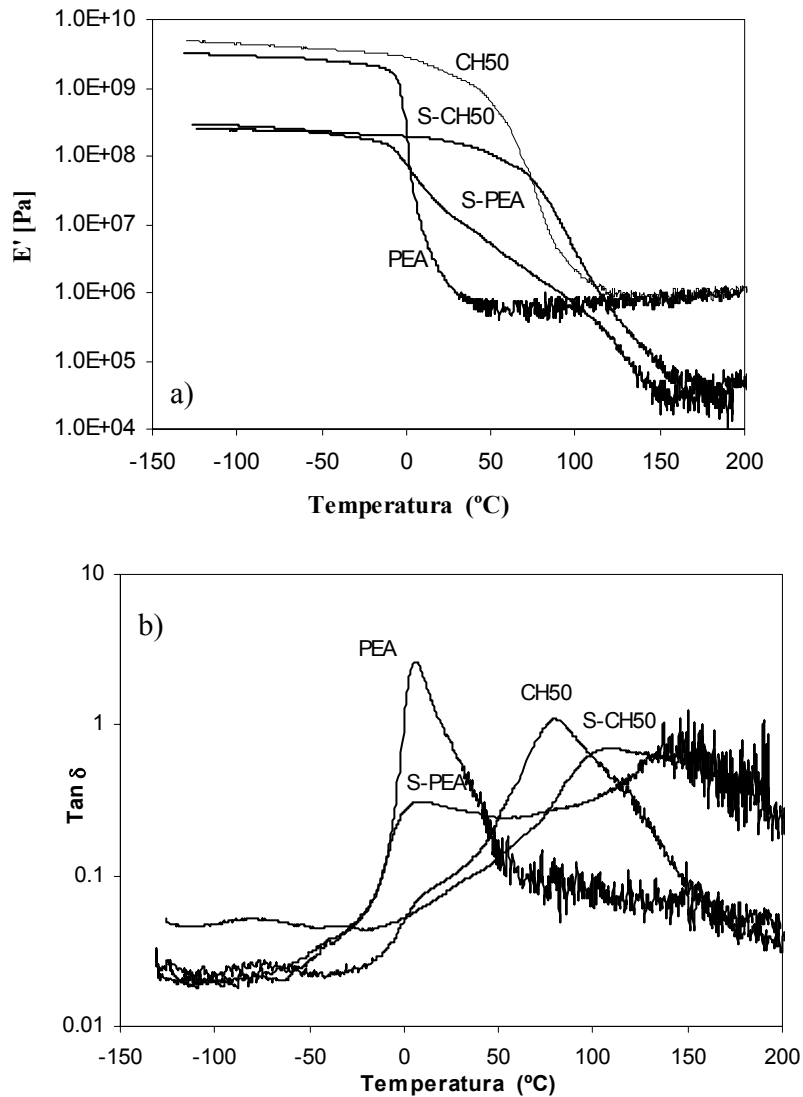 1.0E+10
1.0E+09
1.0E+08
1.0E+07
1.0E+06
1.0E+05
1.0E+04
E' [Pa]
CH50
S-CH50
S-PEA
PEA
a)
-150 -100 -50 0 50 100 150 200
Temperatura (ºC)
10
1
0.1
0.01
Tan δ
b)
PEA
CH50
S-CH50
S-PEA
-150 -100 -50 0 50 100 150 200
Temperatura (ºC)